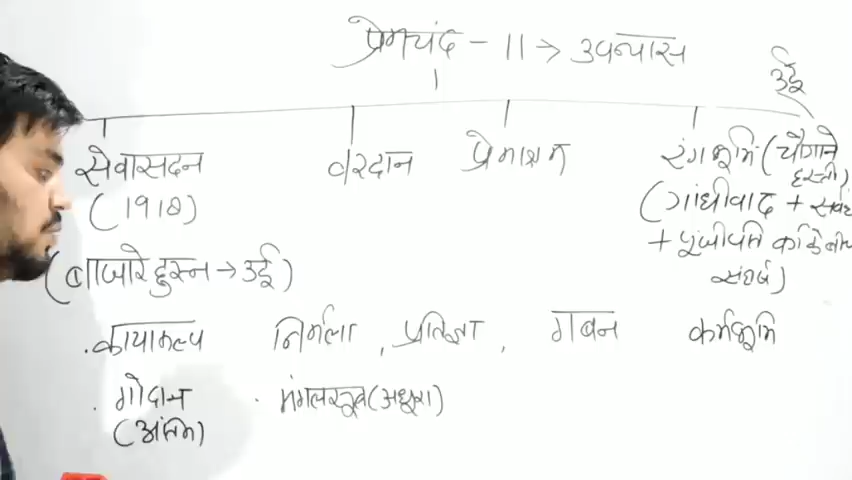 प्रेमचंद - 11 → उपन्यास
उर्दू
सेवासदन वरदान प्रेमाश्रम रंगभूमि (चौगाने
हस्ती)
(1918) (गांधीवाद +
+ पूंजीपति
संघर्ष)
(बाजारे हुस्न → उर्दू)
. कायाकल्प निर्मला , प्रतिज्ञा , गबन कर्मभूमि
. गोदान . मंगलसूत्र (अधूरा)
(अंतिम)